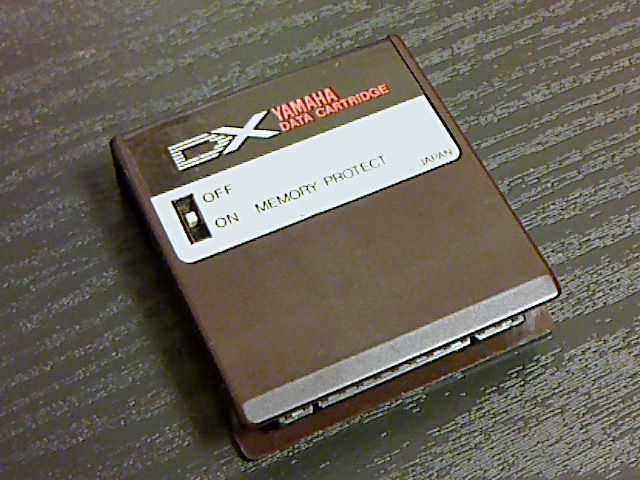 DX YAMAHA
DATA CARTRIDGE
OFF
ON MEMORY PROTECT
JAPAN